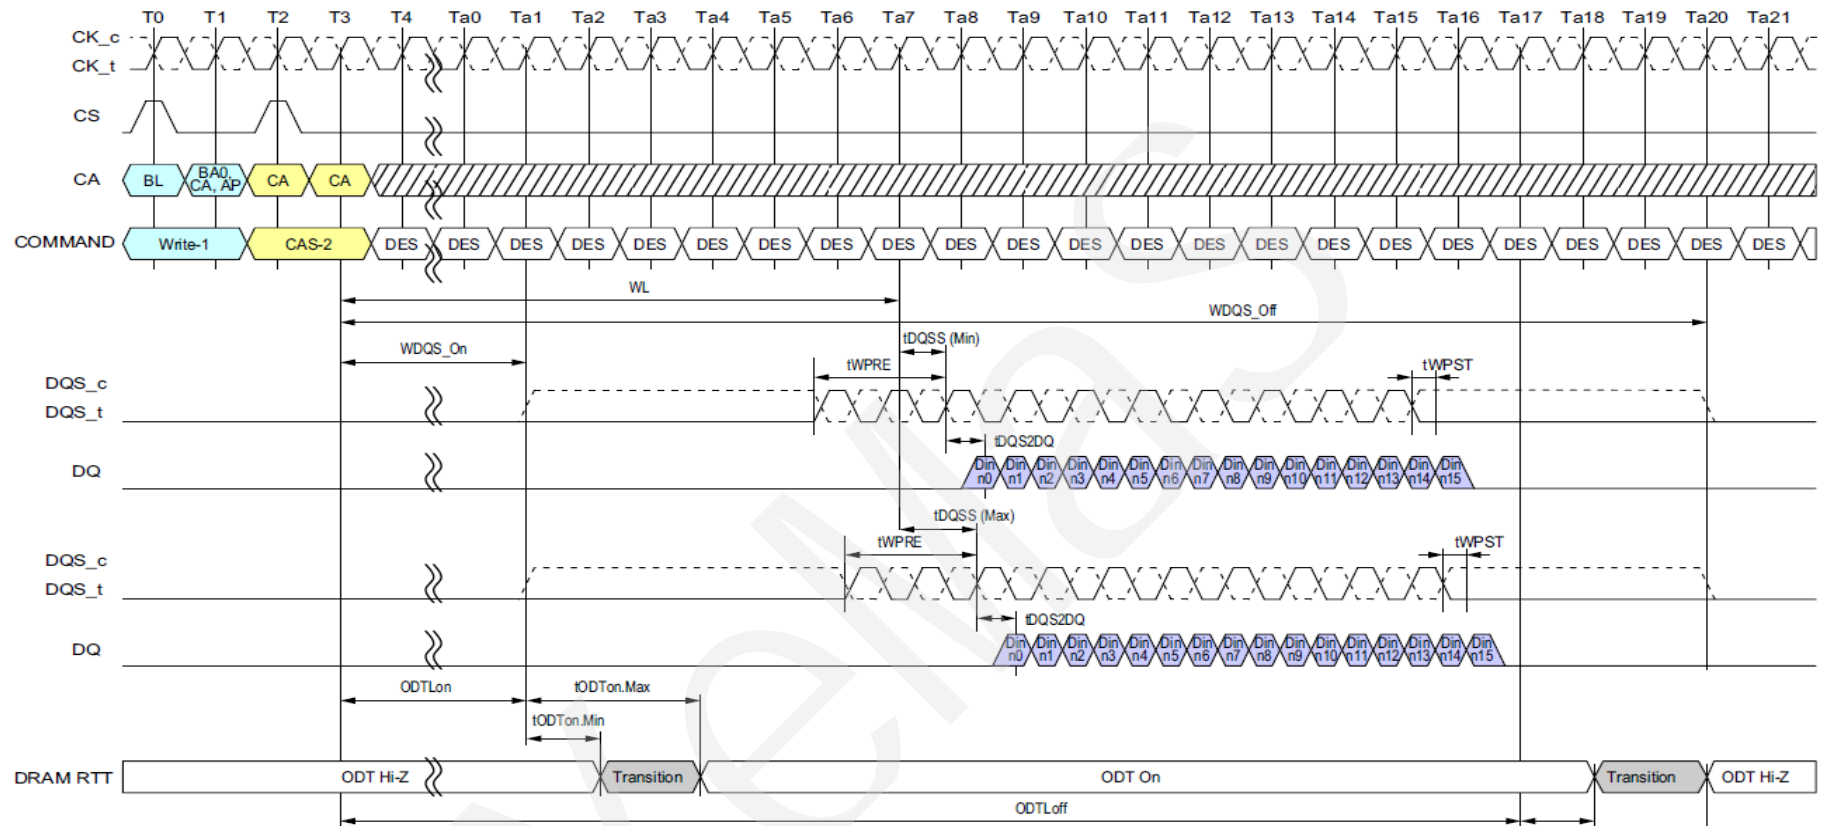 T0 T1 T2 T3 T4 Ta0 Ta1 Ta2 Ta3 Ta4 Ta5 Ta6 Ta7 Ta8 Ta9 Ta10 Ta11 Ta12 Ta13 Ta14 Ta15 Ta16 Ta17 Ta18 Ta19 Ta20 Ta21
CK_c
CK_t
CS
CA BL BA0, CA, AP CA CA
COMMAND Write-1 CAS-2 DES DES DES DES DES DES DES DES DES DES DES DES DES DES DES DES DES DES DES DES DES DES DES
WL
WDQS_Off
WDQS_On
tDQSS (Min)
tWPRE tWPST
DQS_c
DQS_t
tDQS2DQ
DQ Din n0 Din n1 Din n2 Din n3 Din n4 Din n5 Din n6 Din n7 Din n8 Din n9 Din n10 Din n11 Din n12 Din n13 Din n14 Din n15
tDQSS (Max)
tWPRE tWPST
DQS_c
DQS_t
tDQS2DQ
DQ Din n0 Din n1 Din n2 Din n3 Din n4 Din n5 Din n6 Din n7 Din n8 Din n9 Din n10 Din n11 Din n12 Din n13 Din n14 Din n15
ODTLon tODTon.Max
tODTon.Min
DRAM RTT ODT Hi-Z Transition ODT On Transition ODT Hi-Z
ODTLoff